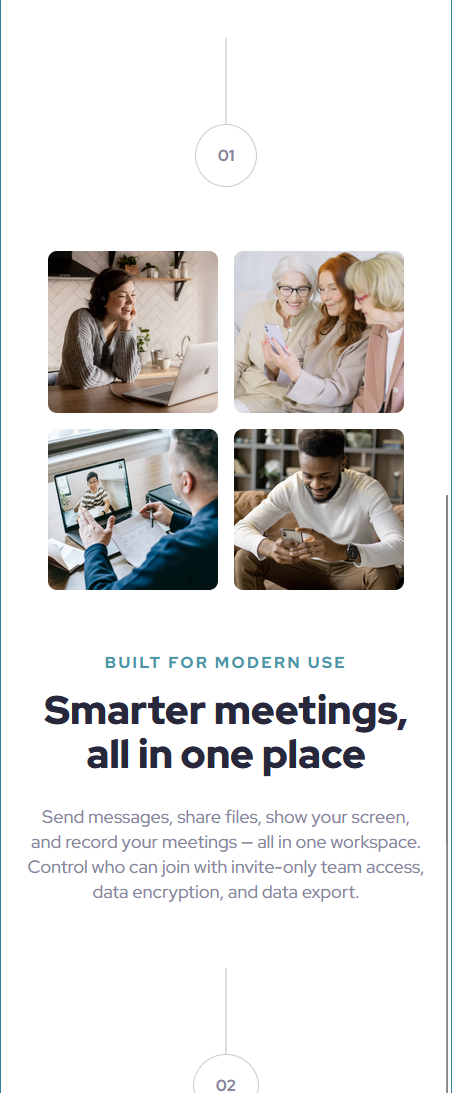 01
BUILT FOR MODERN USE
Smarter meetings,
all in one place
Send messages, share files, show your screen,
and record your meetings — all in one workspace.
Control who can join with invite-only team access,
data encryption, and data export.
02